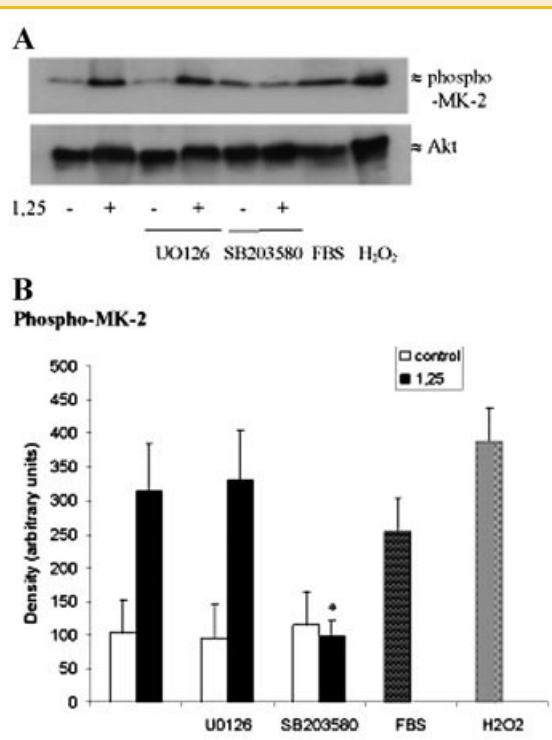 A
≈ phospho
-MK-2
≈ Akt
1,25 - + - + - +
UO126 SB203580 FBS H₂O₂
B
Phospho-MK-2
500
450
400
350
300
250
200
150
100
50
0
Density (arbitrary units)
control
1,25
*
U0126 SB203580 FBS H2O2